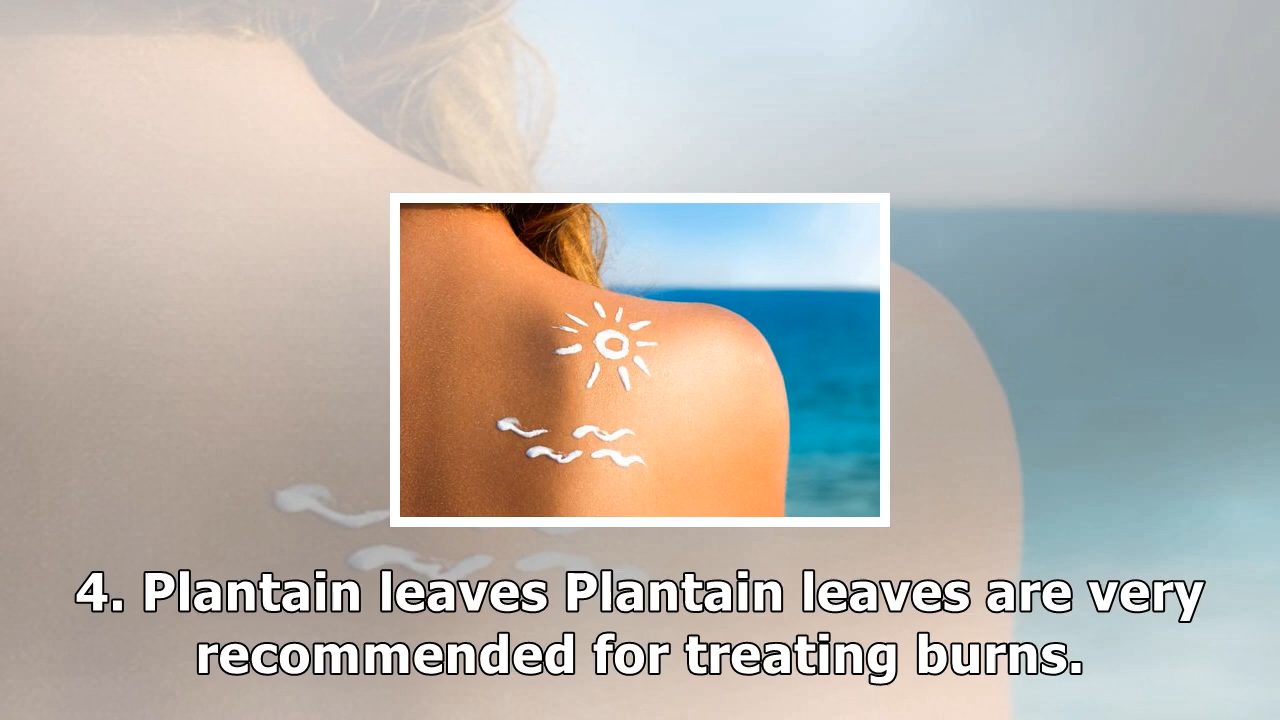 4. Plantain leaves Plantain leaves are very
recommended for treating burns.